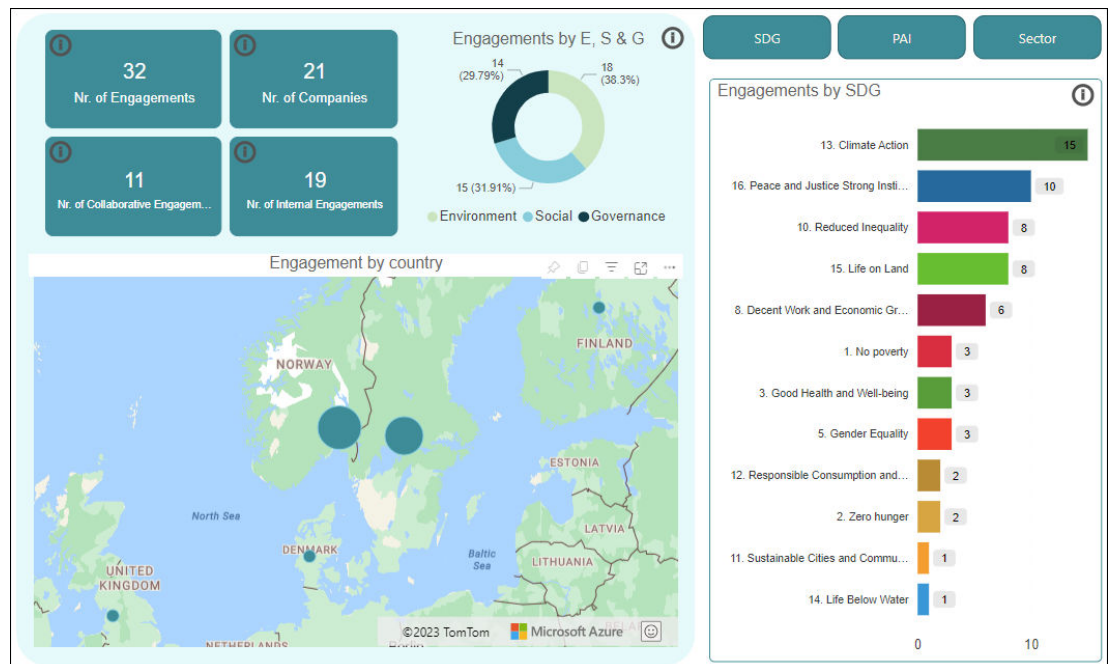 32
Nr. of Engagements
21
Nr. of Companies
11
Nr. of Collaborative Engagem...
19
Nr. of Internal Engagements
Engagements by E, S & G
14
(29.79%)
18
(38.3%)
15 (31.91%)
Environment Social Governance
Engagement by country
NORWAY
FINLAND
ESTONIA
North Sea
LATVIA
DENMARK
Baltic
Sea
LITHUANIA
UNITED
KINGDOM
NETHERLANDS
Berlin
©2023 TomTom Microsoft Azure
SDG
PAI
Sector
Engagements by SDG
13. Climate Action 15
16. Peace and Justice Strong Insti... 10
10. Reduced Inequality 8
15. Life on Land 8
8. Decent Work and Economic Gr... 6
1. No poverty 3
3. Good Health and Well-being 3
5. Gender Equality 3
12. Responsible Consumption and... 2
2. Zero hunger 2
11. Sustainable Cities and Commu... 1
14. Life Below Water 1
0 10